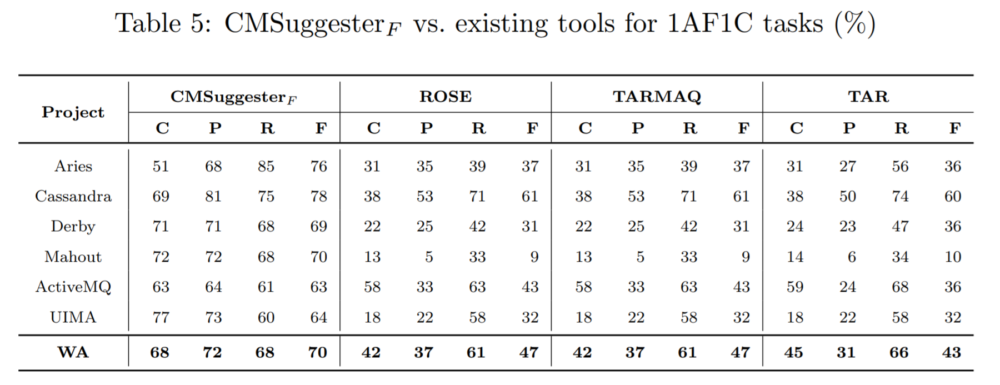 Table 5: CMSuggesterF vs. existing tools for 1AF1C tasks (%)
Project CMSuggesterF ROSE TARMAQ TAR
C P R F C P R F C P R F C P R F
Aries 51 68 85 76 31 35 39 37 31 35 39 37 31 27 56 36
Cassandra 69 81 75 78 38 53 71 61 38 53 71 61 38 50 74 60
Derby 71 71 68 69 22 25 42 31 22 25 42 31 24 23 47 36
Mahout 72 72 68 70 13 5 33 9 13 5 33 9 14 6 34 10
ActiveMQ 63 64 61 63 58 33 63 43 58 33 63 43 59 24 68 36
UIMA 77 73 60 64 18 22 58 32 18 22 58 32 18 22 58 32
WA 68 72 68 70 42 37 61 47 42 37 61 47 45 31 66 43